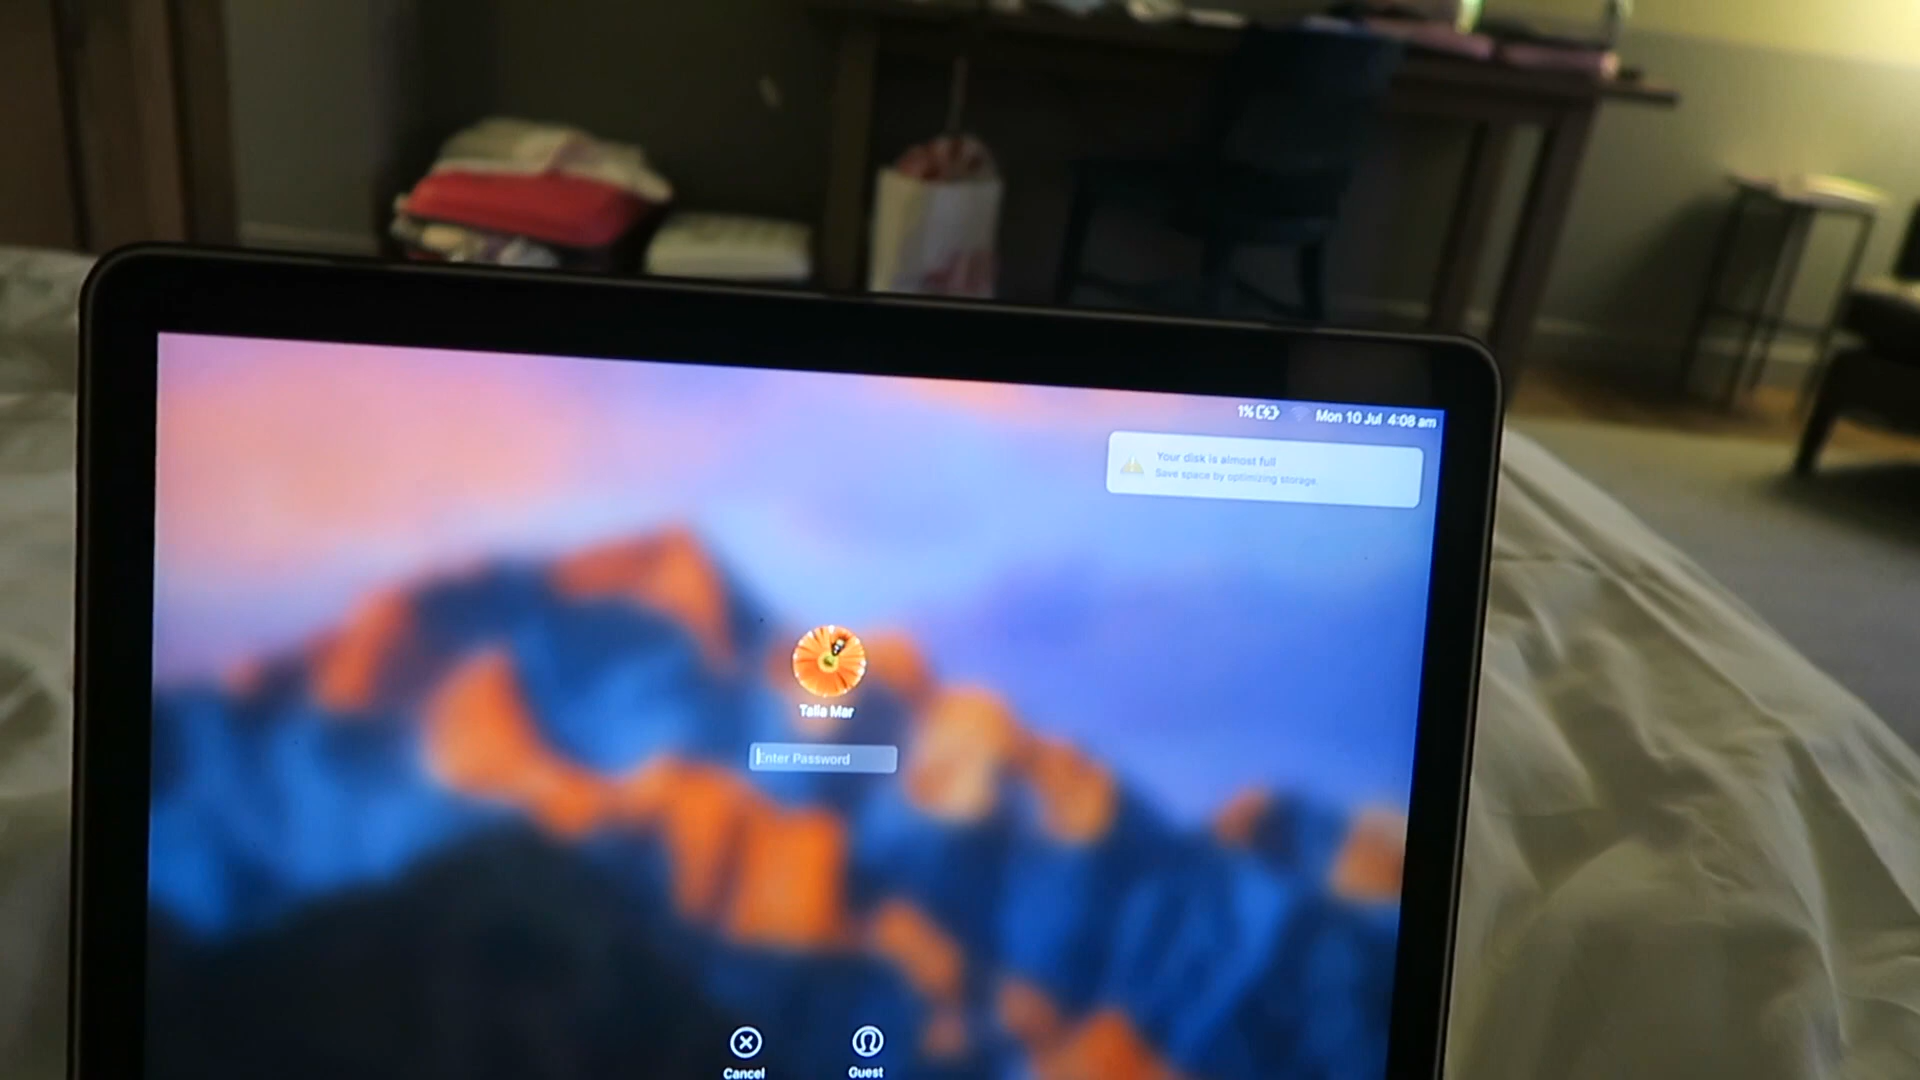 1% Mon 10 Jul 4:08 am
Your disk is almost full
Save space by optimizing storage.
Talia Mar
Enter Password
Cancel
Guest